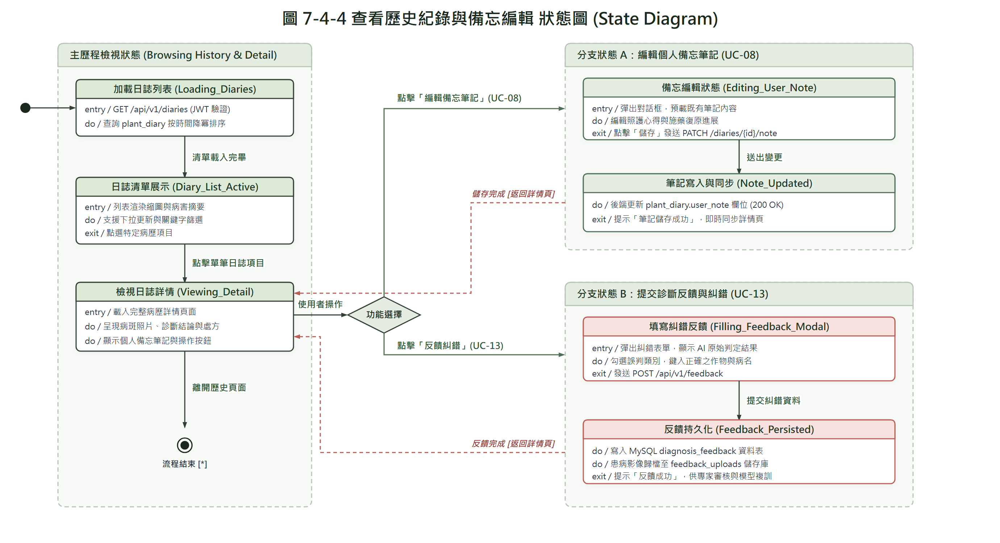 圖 7-4-4 查看歷史紀錄與備忘編輯 狀態圖 (State Diagram)
主歷程檢視狀態 (Browsing History & Detail)
加載日誌列表 (Loading_Diaries)
entry / GET /api/v1/diaries (JWT 驗證)
do / 查詢 plant_diary 按時間降冪排序
清單載入完畢
日誌清單展示 (Diary_List_Active)
entry / 列表渲染縮圖與病害摘要
do / 支援下拉更新與關鍵字篩選
exit / 點選特定病歷項目
點擊單筆日誌項目
檢視日誌詳情 (Viewing_Detail)
entry / 載入完整病歷詳情頁面
do / 呈現病斑照片、診斷結論與處方
do / 顯示個人備忘筆記與操作按鈕
離開歷史頁面
流程結束 [*]
使用者操作
功能選擇
點擊「編輯備忘筆記」(UC-08)
儲存完成 [返回詳情頁]
點擊「反饋糾錯」(UC-13)
反饋完成 [返回詳情頁]
分支狀態 A：編輯個人備忘筆記 (UC-08)
備忘編輯狀態 (Editing_User_Note)
entry / 彈出對話框，預載既有筆記內容
do / 編輯照護心得與施藥復原進展
exit / 點擊「儲存」發送 PATCH /diaries/{id}/note
送出變更
筆記寫入與同步 (Note_Updated)
do / 後端更新 plant_diary.user_note 欄位 (200 OK)
exit / 提示「筆記儲存成功」，即時同步詳情頁
分支狀態 B：提交診斷反饋與糾錯 (UC-13)
填寫糾錯反饋 (Filling_Feedback_Modal)
entry / 彈出糾錯表單，顯示 AI 原始判定結果
do / 勾選誤判類別，鍵入正確之作物與病名
exit / 發送 POST /api/v1/feedback
提交糾錯資料
反饋持久化 (Feedback_Persisted)
do / 寫入 MySQL diagnosis_feedback 資料表
do / 患病影像歸檔至 feedback_uploads 儲存庫
exit / 提示「反饋成功」，供專家審核與模型複訓